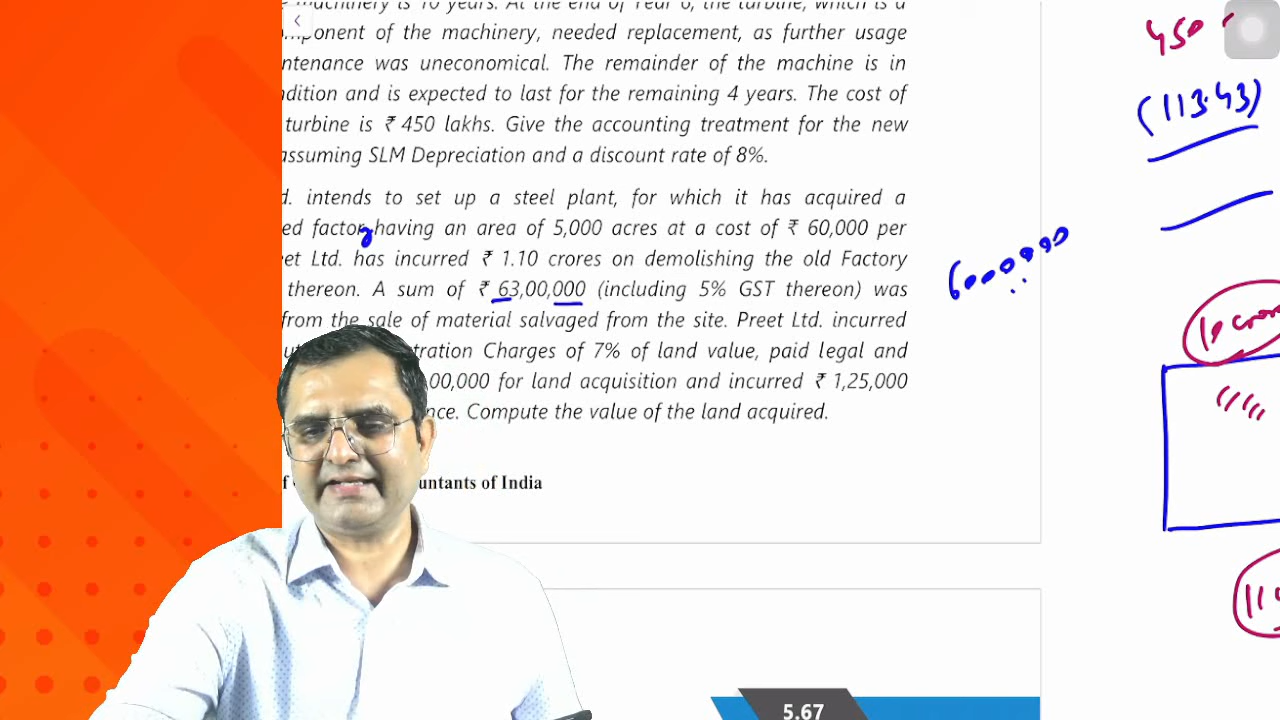 machinery is 10 years. At the end of Year 6, the turbine, which is a
mponent of the machinery, needed replacement, as further usage
ntenance was uneconomical. The remainder of the machine is in
ndition and is expected to last for the remaining 4 years. The cost of
turbine is ₹ 450 lakhs. Give the accounting treatment for the new
assuming SLM Depreciation and a discount rate of 8%.
d. intends to set up a steel plant, for which it has acquired a
ed factory having an area of 5,000 acres at a cost of ₹ 60,000 per
eet Ltd. has incurred ₹ 1.10 crores on demolishing the old Factory
thereon. A sum of ₹ 63,00,000 (including 5% GST thereon) was
from the sale of material salvaged from the site. Preet Ltd. incurred
tration Charges of 7% of land value, paid legal and
00,000 for land acquisition and incurred ₹ 1,25,000
nce. Compute the value of the land acquired.
f
untants of India
5.67
450
(113.43)